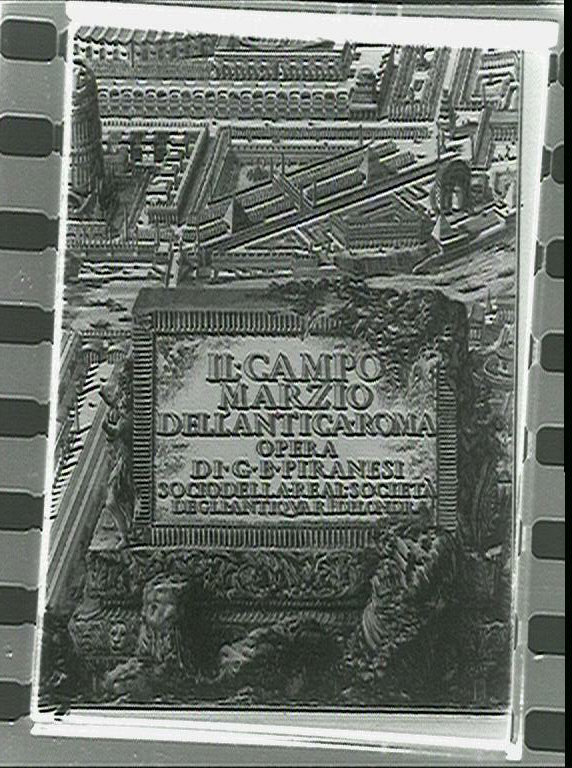 IL·CAMPO
MARZIO
DELL'ANTICA·ROMA
OPERA
DI·G·B·PIRANESI
SOCIO·DELLA·REAL·SOCIETÀ
DEGLI·ANTIQUARI·DI·LONDRA